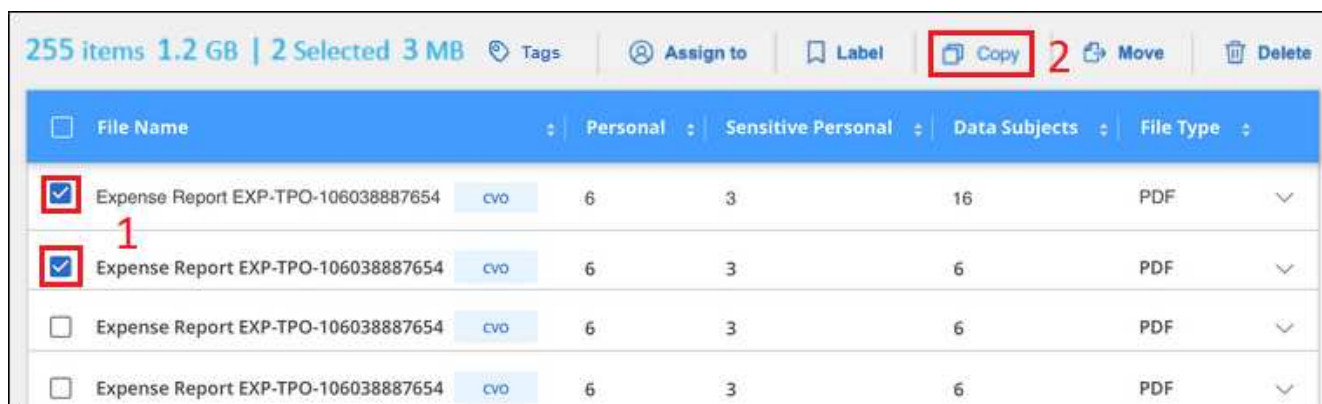 255 items 1.2 GB | 2 Selected 3 MB Tags Assign to Label Copy 2 Move Delete
File Name Personal Sensitive Personal Data Subjects File Type
Expense Report EXP-TPO-106038887654 CVO 6 3 16 PDF
1
Expense Report EXP-TPO-106038887654 CVO 6 3 6 PDF
Expense Report EXP-TPO-106038887654 CVO 6 3 6 PDF
Expense Report EXP-TPO-106038887654 CVO 6 3 6 PDF